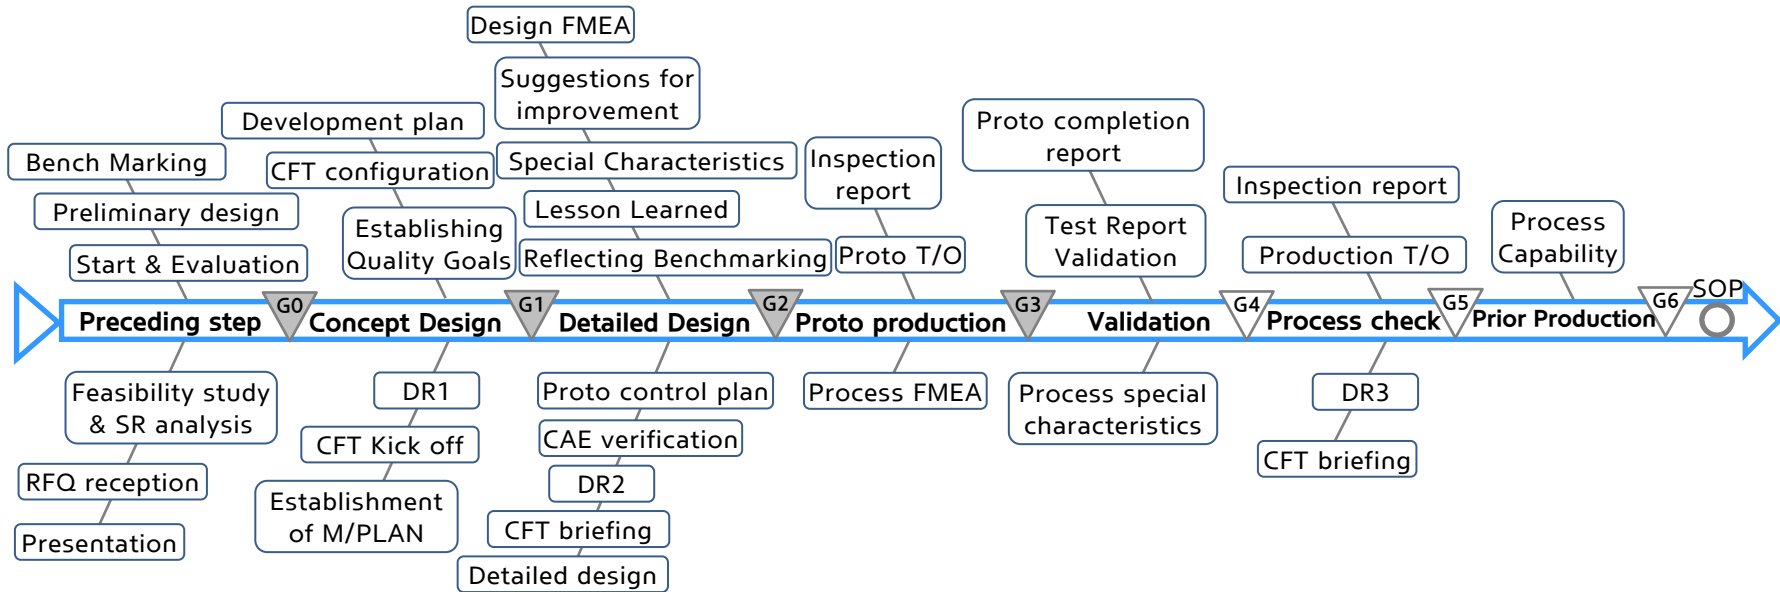 Design FMEA
Suggestions for
improvement
Development plan
Proto completion
report
Bench Marking
CFT configuration
Special Characteristics
Inspection
report
Inspection report
Preliminary design
Lesson Learned
Establishing
Quality Goals
Test Report
Validation
Process
Capability
Start & Evaluation
Reflecting Benchmarking
Proto T/O
Production T/O
SOP
Preceding step
G0
Concept Design
G1
Detailed Design
G2
Proto production
G3
Validation
G4
Process check
G5
Prior Production
G6
Feasibility study
& SR analysis
DR1
Proto control plan
Process FMEA
Process special
characteristics
DR3
CFT Kick off
CAE verification
CFT briefing
RFQ reception
DR2
Establishment
of M/PLAN
CFT briefing
Presentation
Detailed design